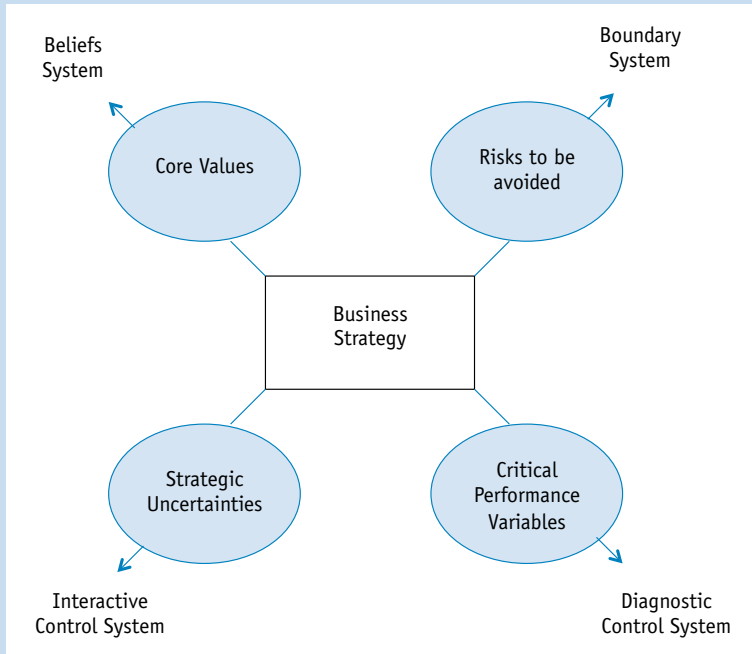 Beliefs
System
Boundary
System
Core Values
Risks to be
avoided
Business
Strategy
Strategic
Uncertainties
Critical
Performance
Variables
Interactive
Control System
Diagnostic
Control System